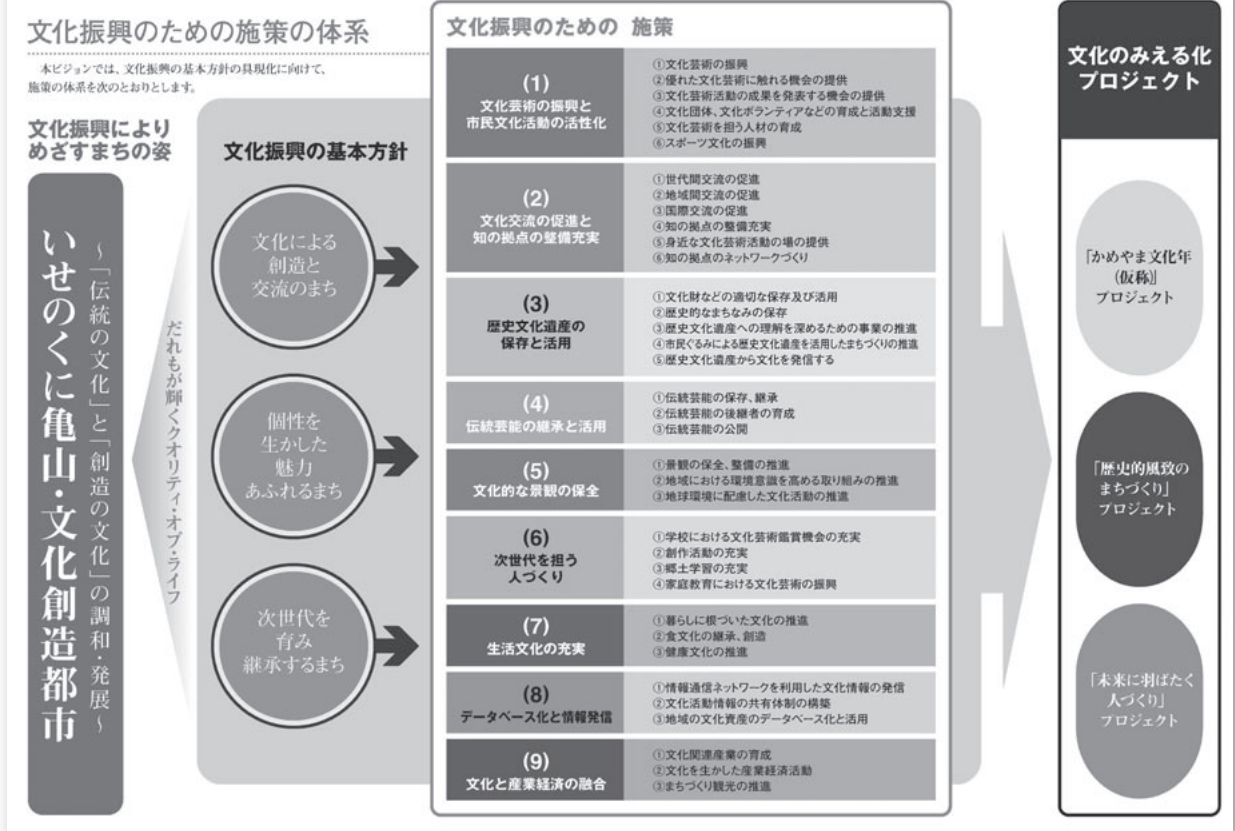 文化振興のための施策の体系
本ビジョンでは、文化振興の基本方針の具現化に向けて、
施策の体系を次のとおりとします。
文化振興により
めざすまちの姿
～「伝統の文化」と「創造の文化」の調和・発展～
いせのくに亀山・文化創造都市
だれもが輝くクオリティ・オブ・ライフ
文化振興の基本方針
文化による
創造と
交流のまち
個性を
生かした
魅力
あふれるまち
次世代を
育み
継承するまち
文化振興のための 施策
(1)
文化芸術の振興と
市民文化活動の活性化
①文化芸術の振興
②優れた文化芸術に触れる機会の提供
③文化芸術活動の成果を発表する機会の提供
④文化団体、文化ボランティアなどの育成と活動支援
⑤文化芸術を担う人材の育成
⑥スポーツ文化の振興
(2)
文化交流の促進と
知の拠点の整備充実
①世代間交流の促進
②地域間交流の促進
③国際交流の促進
④知の拠点の整備充実
⑤身近な文化芸術活動の場の提供
⑥知の拠点のネットワークづくり
(3)
歴史文化遺産の
保存と活用
①文化財などの適切な保存及び活用
②歴史的なまちなみの保存
③歴史文化遺産への理解を深めるための事業の推進
④市民ぐるみによる歴史文化遺産を活用したまちづくりの推進
⑤歴史文化遺産から文化を発信する
(4)
伝統芸能の継承と活用
①伝統芸能の保存、継承
②伝統芸能の後継者の育成
③伝統芸能の公開
(5)
文化的な景観の保全
①景観の保全、整備の推進
②地域における環境意識を高める取り組みの推進
③地球環境に配慮した文化活動の推進
(6)
次世代を担う
人づくり
①学校における文化芸術鑑賞機会の充実
②創作活動の充実
③郷土学習の充実
④家庭教育における文化芸術の振興
(7)
生活文化の充実
①暮らしに根づいた文化の推進
②食文化の継承、創造
③健康文化の推進
(8)
データベース化と情報発信
①情報通信ネットワークを利用した文化情報の発信
②文化活動情報の共有体制の構築
③地域の文化資産のデータベース化と活用
(9)
文化と産業経済の融合
①文化関連産業の育成
②文化を生かした産業経済活動
③まちづくり観光の推進
文化のみえる化
プロジェクト
「かめやま文化年
(仮称)」
プロジェクト
「歴史的風致の
まちづくり」
プロジェクト
「未来に羽ばたく
人づくり」
プロジェクト